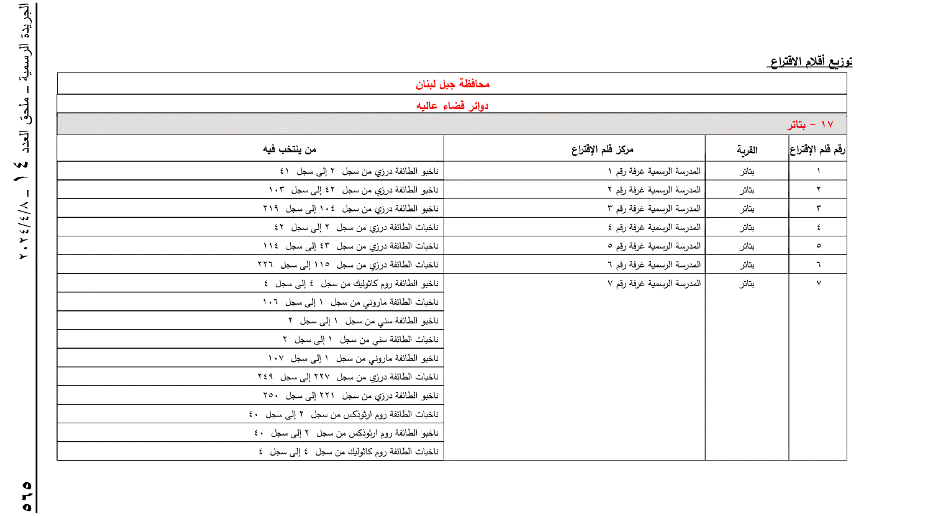 الجريدة الرسمية – ملحق العدد ١٤ – ٢٠٢٤/٤/٨
توزيع أقلام الاقتراع
محافظة جبل لبنان
دوائر قضاء عاليه
١٧ - بتاتر
رقم قلم الإقتراع القرية مركز قلم الإقتراع من ينتخب فيه
١ بتاتر المدرسة الرسمية غرفة رقم ١ ناخبو الطائفة درزي من سجل ٢ إلى سجل ٤١
٢ بتاتر المدرسة الرسمية غرفة رقم ٢ ناخبو الطائفة درزي من سجل ٤٢ إلى سجل ١٠٣
٣ بتاتر المدرسة الرسمية غرفة رقم ٣ ناخبو الطائفة درزي من سجل ١٠٤ إلى سجل ٢١٩
٤ بتاتر المدرسة الرسمية غرفة رقم ٤ ناخبات الطائفة درزي من سجل ٢ إلى سجل ٤٢
٥ بتاتر المدرسة الرسمية غرفة رقم ٥ ناخبات الطائفة درزي من سجل ٤٣ إلى سجل ١١٤
٦ بتاتر المدرسة الرسمية غرفة رقم ٦ ناخبات الطائفة درزي من سجل ١١٥ إلى سجل ٢٢٦
٧ بتاتر المدرسة الرسمية غرفة رقم ٧ ناخبو الطائفة روم كاثوليك من سجل ٤ إلى سجل ٤
ناخبات الطائفة ماروني من سجل ١ إلى سجل ١٠٦
ناخبو الطائفة سني من سجل ١ إلى سجل ٢
ناخبات الطائفة سني من سجل ١ إلى سجل ٢
ناخبو الطائفة ماروني من سجل ١ إلى سجل ١٠٧
ناخبات الطائفة درزي من سجل ٢٢٧ إلى سجل ٢٤٩
ناخبو الطائفة درزي من سجل ٢٢١ إلى سجل ٢٥٠
ناخبات الطائفة روم ارثوذكس من سجل ٢ إلى سجل ٤٠
ناخبو الطائفة روم ارثوذكس من سجل ٢ إلى سجل ٤٠
ناخبات الطائفة روم كاثوليك من سجل ٤ إلى سجل ٤
٥٦٥